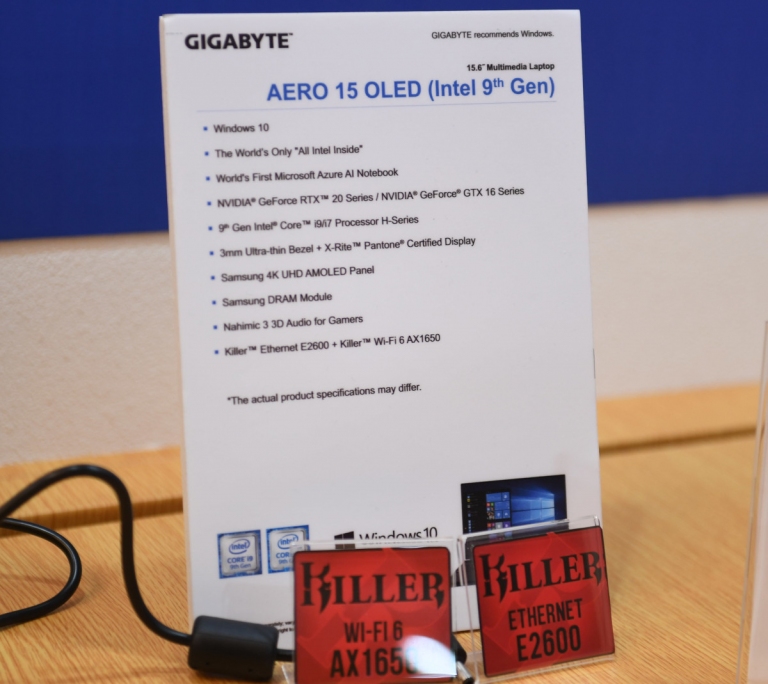 GIGABYTE™
GIGABYTE recommends Windows.
15.6" Multimedia Laptop
AERO 15 OLED (Intel 9th Gen)
Windows 10
The World's Only "All Intel Inside"
World's First Microsoft Azure AI Notebook
NVIDIA® GeForce RTX™ 20 Series / NVIDIA® GeForce® GTX 16 Series
9th Gen Intel® Core™ i9/i7 Processor H-Series
3mm Ultra-thin Bezel + X-Rite™ Pantone® Certified Display
Samsung 4K UHD AMOLED Panel
Samsung DRAM Module
Nahimic 3 3D Audio for Gamers
Killer™ Ethernet E2600 + Killer™ Wi-Fi 6 AX1650
*The actual product specifications may differ.
Windows 10
KILLER
WI-FI 6
AX1650
KILLER
ETHERNET
E2600